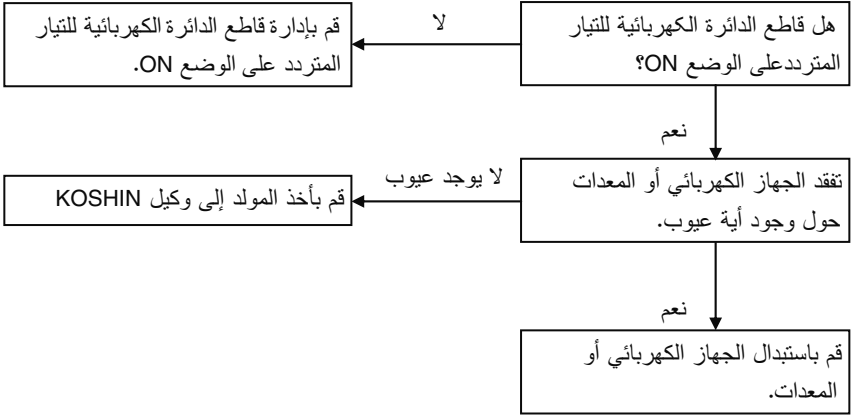 هل قاطع الدائرة الكهربائية للتيار
المترددعلى الوضع ON؟
لا
قم بإدارة قاطع الدائرة الكهربائية للتيار
المتردد على الوضع ON.
نعم
تفقد الجهاز الكهربائي أو المعدات
حول وجود أية عيوب.
لا يوجد عيوب
قم بأخذ المولد إلى وكيل KOSHIN
نعم
قم باستبدال الجهاز الكهربائي أو
المعدات.